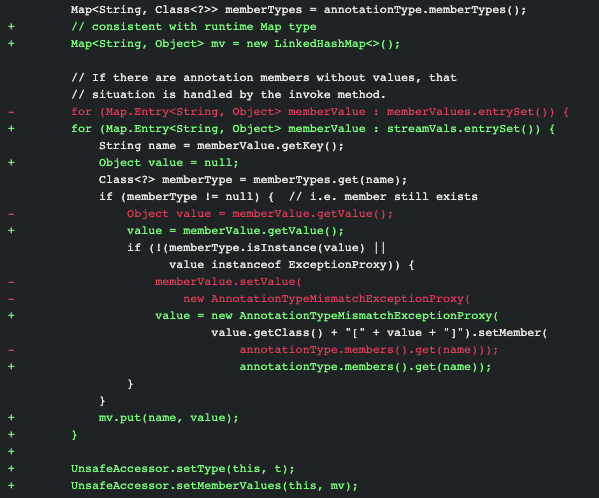 Map<String, Class<?>> memberTypes = annotationType.memberTypes();
+       // consistent with runtime Map type
+       Map<String, Object> mv = new LinkedHashMap<>();

        // If there are annotation members without values, that
        // situation is handled by the invoke method.
-       for (Map.Entry<String, Object> memberValue : memberValues.entrySet()) {
+       for (Map.Entry<String, Object> memberValue : streamVals.entrySet()) {
            String name = memberValue.getKey();
+           Object value = null;
            Class<?> memberType = memberTypes.get(name);
            if (memberType != null) {  // i.e. member still exists
-               Object value = memberValue.getValue();
+               value = memberValue.getValue();
                if (!(memberType.isInstance(value) ||
                      value instanceof ExceptionProxy)) {
-                   memberValue.setValue(
-                       new AnnotationTypeMismatchExceptionProxy(
+                   value = new AnnotationTypeMismatchExceptionProxy(
                            value.getClass() + "[" + value + "]").setMember(
-                               annotationType.members().get(name)));
+                               annotationType.members().get(name));
                }
            }
+           mv.put(name, value);
+       }
+
+       UnsafeAccessor.setType(this, t);
+       UnsafeAccessor.setMemberValues(this, mv);